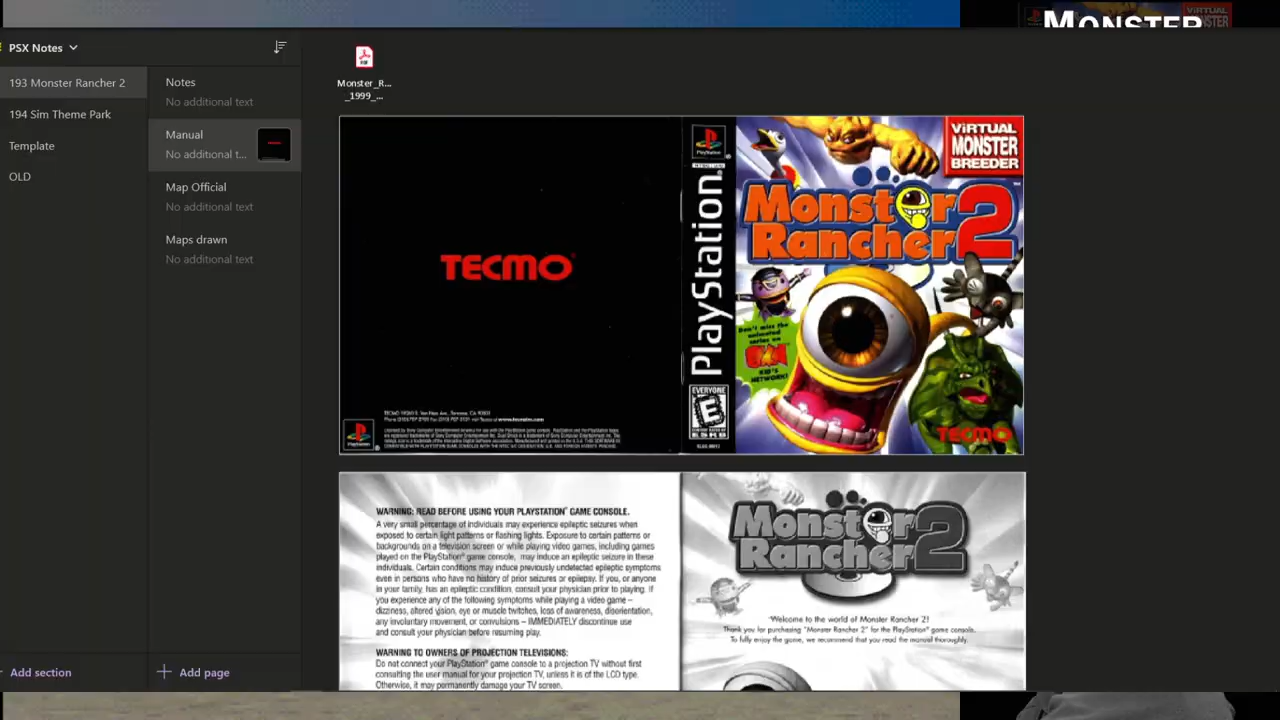 MONSTER
PSX Notes
193 Monster Rancher 2
194 Sim Theme Park
Template
OLD
Notes
No additional text
Manual
No additional t...
Map Official
No additional text
Maps drawn
No additional text
Add section
Add page
Monster_R...
_1999_...
TECMO
PlayStation
PlayStation
PlayStation
VIRTUAL
MONSTER
BREEDER
Monster
Rancher 2
Don't miss the
animated
series on
KID'S
NETWORK!
EVERYONE
E
ESRB
TECMO
WARNING: READ BEFORE USING YOUR PLAYSTATION® GAME CONSOLE.
A very small percentage of individuals may experience epileptic seizures when
exposed to certain light patterns or flashing lights. Exposure to certain patterns or
backgrounds on a television screen or while playing video games, including games
played on the PlayStation® game console, may induce an epileptic seizure in these
individuals. Certain conditions may induce previously undetected epileptic symptoms
even in persons who have no history of prior seizures or epilepsy. If you, or anyone
in your family, has an epileptic condition, consult your physician prior to playing. If
you experience any of the following symptoms while playing a video game –
dizziness, altered vision, eye or muscle twitches, loss of awareness, disorientation,
any involuntary movement, or convulsions – IMMEDIATELY discontinue use
and consult your physician before resuming play.
WARNING TO OWNERS OF PROJECTION TELEVISIONS:
Do not connect your PlayStation® game console to a projection TV without first
consulting the user manual for your projection TV, unless it is of the LCD type.
Otherwise, it may permanently damage your TV screen.
Monster
Rancher 2
"Welcome to the world of Monster Rancher 2!
Thank you for purchasing "Monster Rancher 2" for the PlayStation® game console.
To fully enjoy the game, we recommend that you read the manual thoroughly.